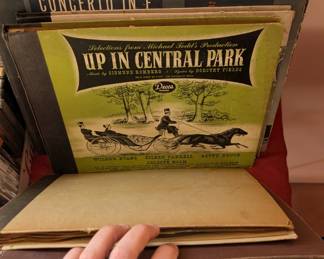 CONCERTO IN F
Selections from Michael Todd's Production
UP IN CENTRAL PARK
Music by SIGMUND ROMBERG • Lyrics by DOROTHY FIELDS
Decca
WILBUR EVANS EILEEN FARRELL BETTY BRUCE
CELESTE HOLM